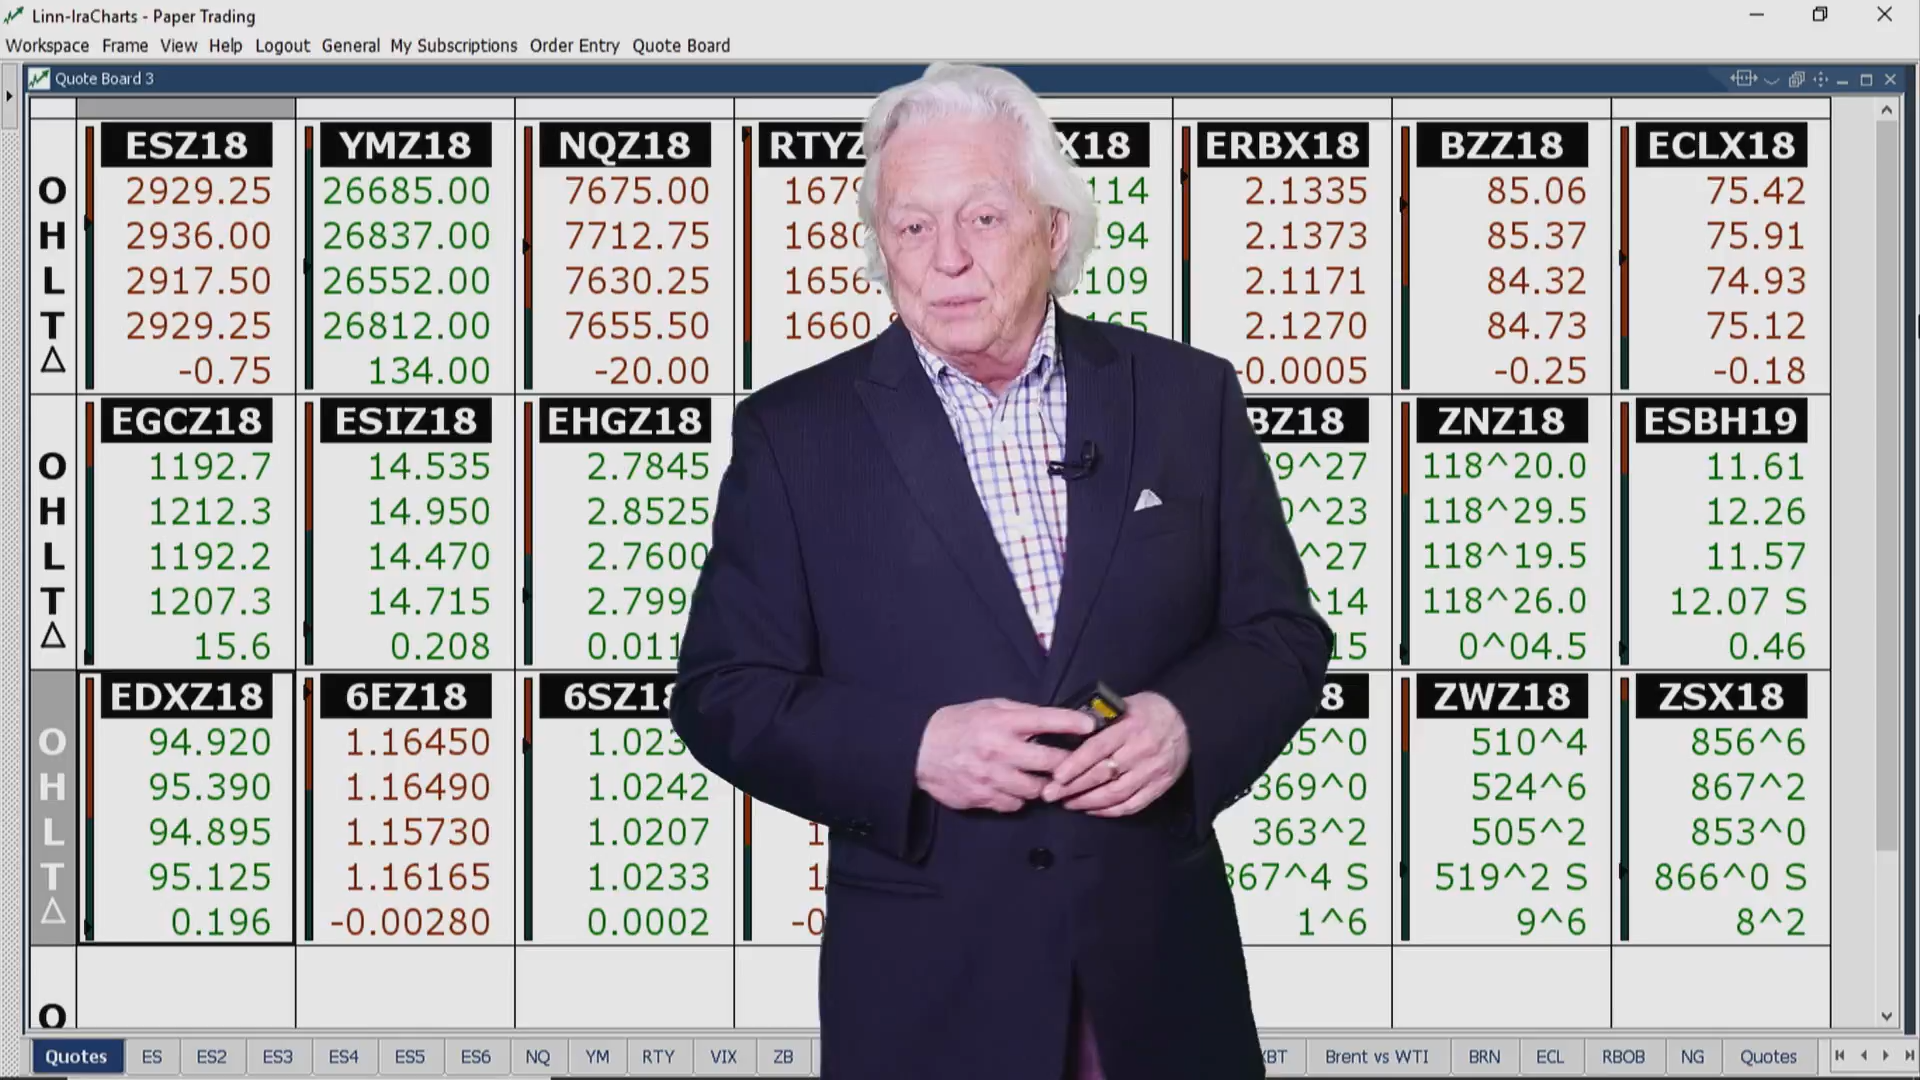 Linn-IraCharts - Paper Trading
Workspace Frame View Help Logout General My Subscriptions Order Entry Quote Board
Quote Board 3
ESZ18 YMZ18 NQZ18 ERBX18 BZZ18 ECLX18
O 2929.25 26685.00 7675.00 2.1335 85.06 75.42
H 2936.00 26837.00 7712.75 2.1373 85.37 75.91
L 2917.50 26552.00 7630.25 2.1171 84.32 74.93
T 2929.25 26812.00 7655.50 2.1270 84.73 75.12
△ -0.75 134.00 -20.00 -0.0005 -0.25 -0.18
EGCZ18 ESIZ18 EHGZ18 ZNZ18 ESBH19
O 1192.7 14.535 2.7845 118^20.0 11.61
H 1212.3 14.950 2.8525 118^29.5 12.26
L 1192.2 14.470 2.7600 118^19.5 11.57
T 1207.3 14.715 118^26.0 12.07 S
△ 15.6 0.208 0^04.5 0.46
EDXZ18 6EZ18 ZWZ18 ZSX18
O 94.920 1.16450 510^4 856^6
H 95.390 1.16490 1.0242 369^0 524^6 867^2
L 94.895 1.15730 1.0207 363^2 505^2 853^0
T 95.125 1.16165 1.0233 519^2 S 866^0 S
△ 0.196 -0.00280 0.0002 1^6 9^6 8^2
O
Quotes ES ES2 ES3 ES4 ES5 ES6 NQ YM RTY VIX ZB Brent vs WTI BRN ECL RBOB NG Quotes